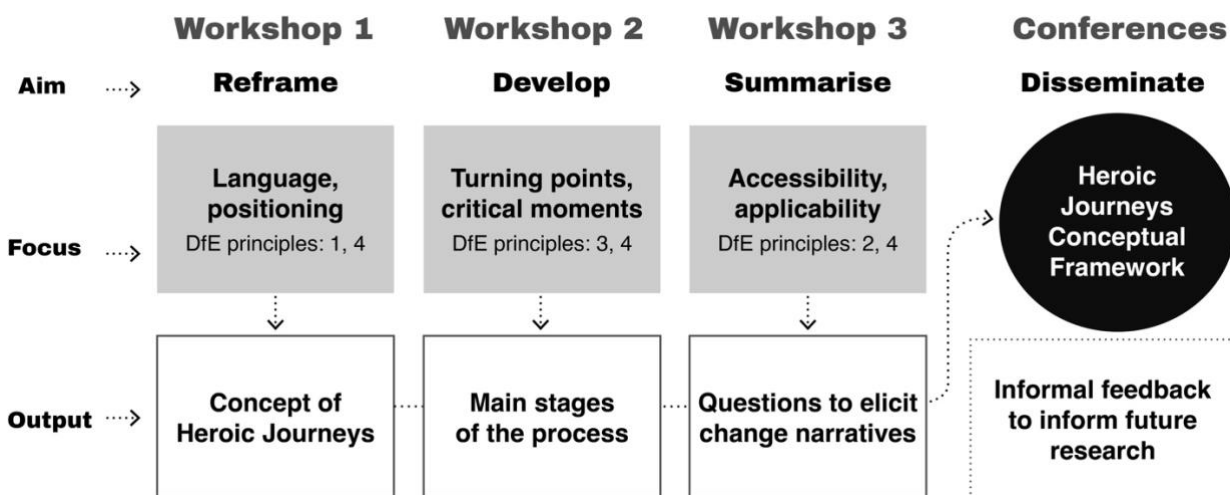 Workshop 1
Workshop 2
Workshop 3
Conferences
Aim
Reframe
Develop
Summarise
Disseminate
Focus
Language,
positioning
DfE principles: 1, 4
Turning points,
critical moments
DfE principles: 3, 4
Accessibility,
applicability
DfE principles: 2, 4
Heroic
Journeys
Conceptual
Framework
Output
Concept of
Heroic Journeys
Main stages
of the process
Questions to elicit
change narratives
Informal feedback
to inform future
research